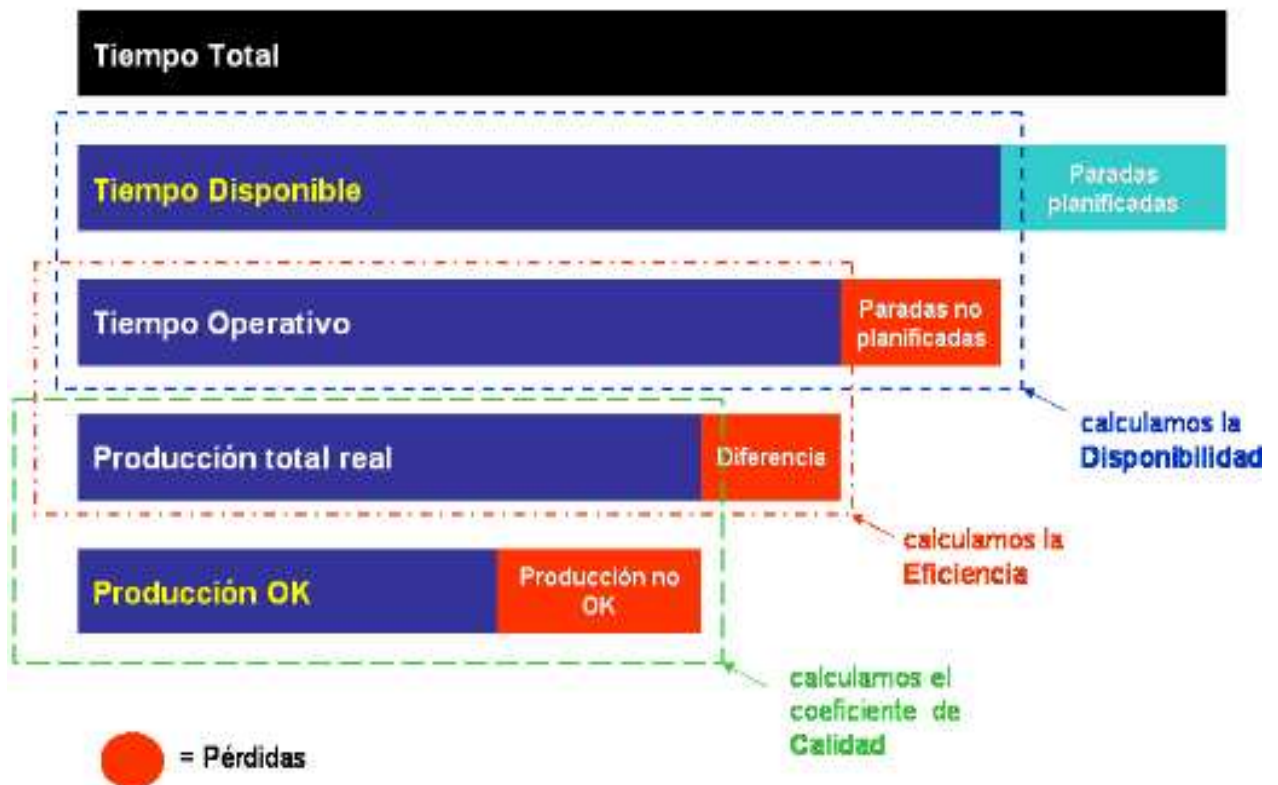 Tiempo Total
Tiempo Disponible
Paradas
planificadas
Tiempo Operativo
Paradas no
planificadas
calculamos la
Disponibilidad
Producción total real
Diferencia
calculamos la
Eficiencia
Producción OK
Producción no
OK
calculamos el
coeficiente de
Calidad
= Pérdidas